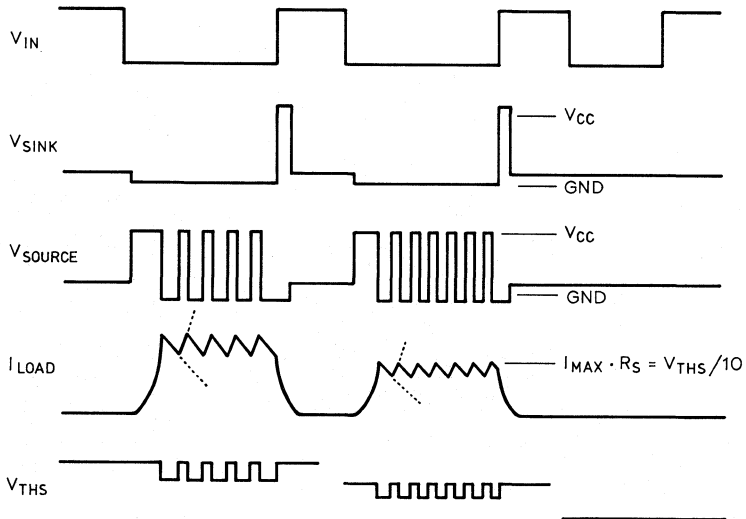 VIN
VSINK
VCC
GND
VSOURCE
VCC
GND
ILOAD
IMAX · RS = VTHS/10
VTHS